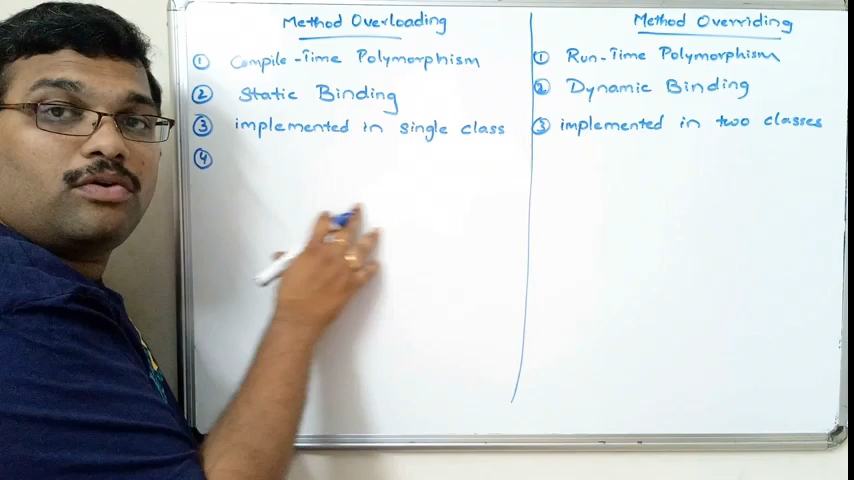 Method Overloading
① Compile-Time Polymorphism
② Static Binding
③ implemented in single class
④
Method Overriding
① Run-Time Polymorphism
② Dynamic Binding
③ implemented in two classes